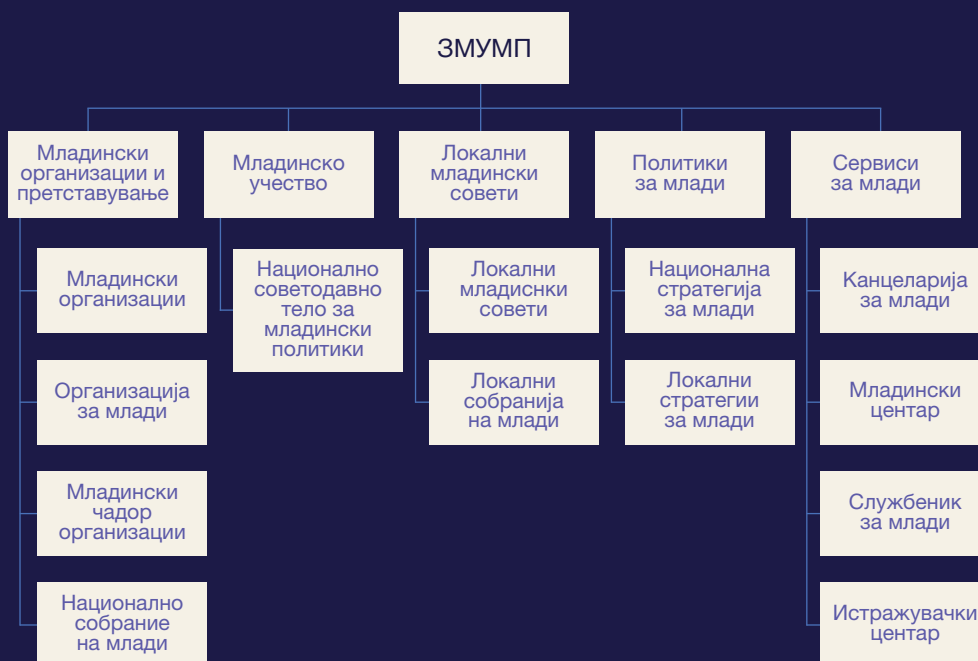 ЗМУМП
Младински
организации и
претставување
Младински
организации
Организација
за млади
Младински
чадор
организации
Национално
собрание
на млади
Младинско
учество
Национално
советодавно
тело за
младински
политики
Локални
младински
совети
Локални
младиснки
совети
Локални
собранија
на млади
Политики
за млади
Национална
стратегија
за млади
Локални
стратегии
за млади
Сервиси
за млади
Канцеларија
за млади
Младински
центар
Службеник
за млади
Истражувачки
центар